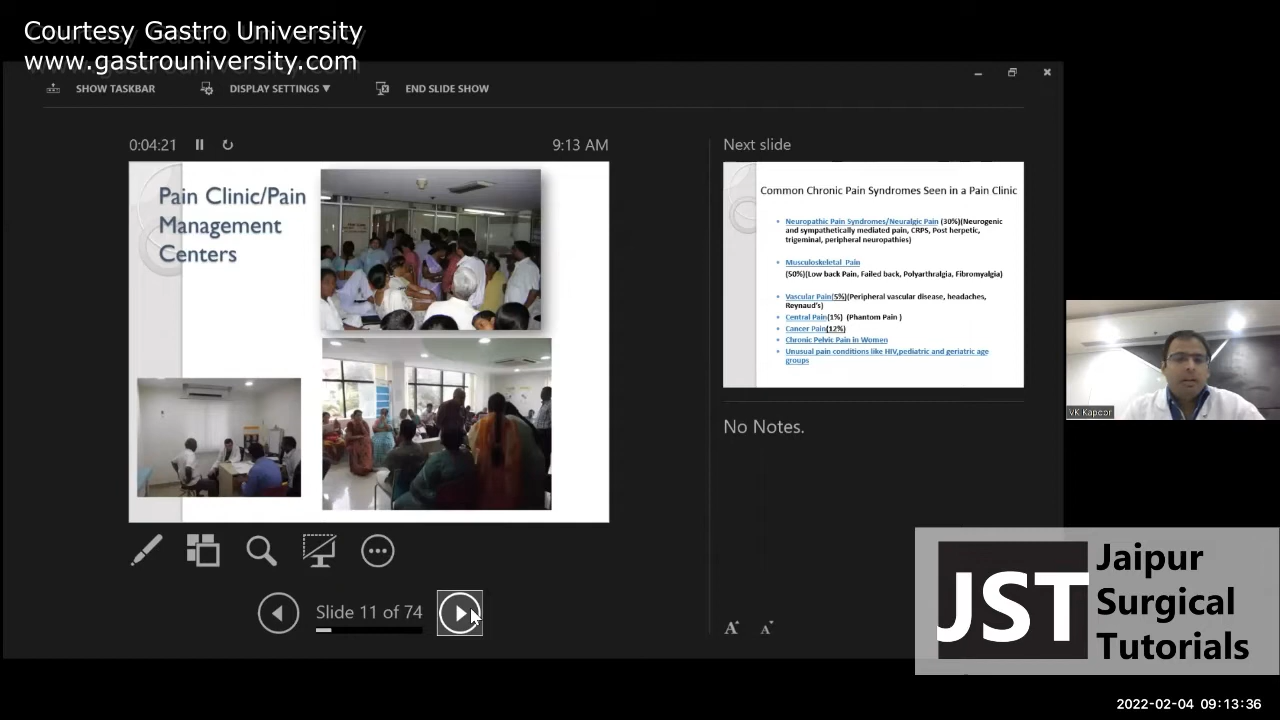 Courtesy Gastro University
www.gastrouniversity.com
SHOW TASKBAR
DISPLAY SETTINGS ▼
END SLIDE SHOW
0:04:21
9:13 AM
Next slide
Pain Clinic/Pain
Management
Centers
Common Chronic Pain Syndromes Seen in a Pain Clinic
• Neuropathic Pain Syndromes/Neuralgic Pain (30%)(Neurogenic
and sympathetically mediated pain, CRPS, Post herpetic,
trigeminal, peripheral neuropathies)
• Musculoskeletal Pain
(50%)(Low back Pain, Failed back, Polyarthralgia, Fibromyalgia)
• Vascular Pain(5%)(Peripheral vascular disease, headaches,
Reynaud's)
• Central Pain(1%) (Phantom Pain )
• Cancer Pain(12%)
• Chronic Pelvic Pain in Women
• Unusual pain conditions like HIV,pediatric and geriatric age
groups
No Notes.
VK Kapoor
Slide 11 of 74
A A
JST
Jaipur
Surgical
Tutorials
2022-02-04 09:13:36